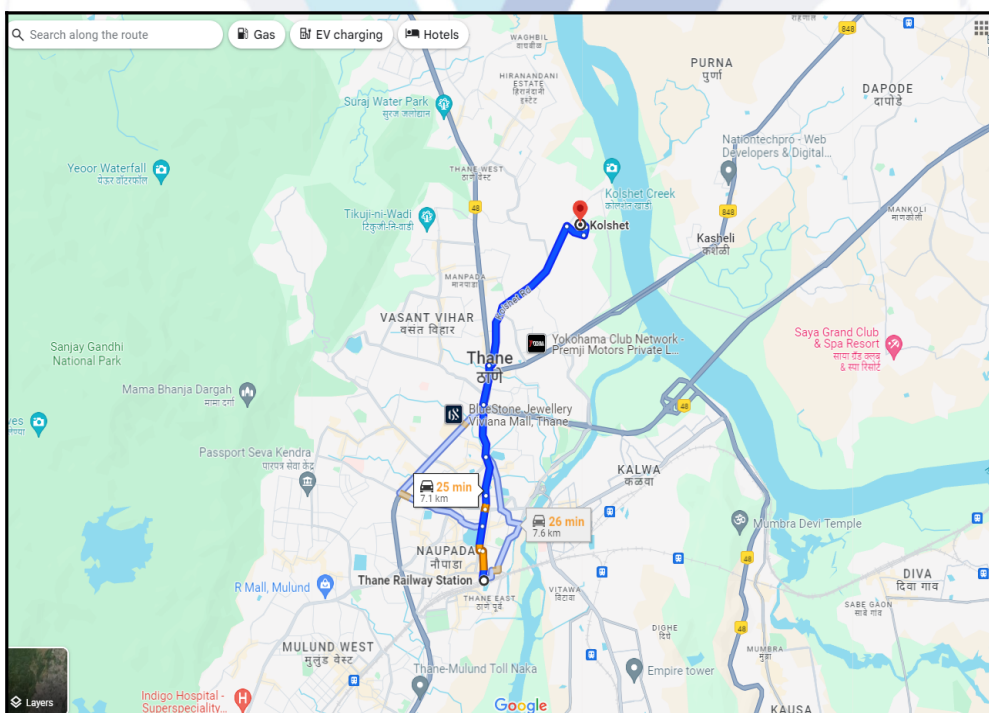 Search along the route
Gas
EV charging
Hotels
WAGHBIL
वाघबीळ
848
PURNA
पुर्णा
HIRANANDANI
ESTATE
हिरानंदानी
इस्टेट
DAPODE
दापोडे
Suraj Water Park
सुरज जलोद्यान
Nationtechpro - Web
Developers & Digital...
Yeoor Waterfall
येऊर वॉटरफॉल
THANE WEST
ठाणे वेस्ट
Kolshet Creek
कोलशेत खाडी
48
Tikuji-ni-Wadi
टिकुजी-नि-वाडी
Kolshet
848
MANKOLI
माणकोली
Kasheli
कशेळी
MANPADA
मानपाडा
Kolshet Rd
VASANT VIHAR
वसंत विहार
Sanjay Gandhi
National Park
Yokohama Club Network -
Premji Motors Private L...
Saya Grand Club
& Spa Resort
साया ग्रँड क्लब
& स्पा रिसॉर्ट
Thane
ठाणे
Mama Bhanja Dargah
मामा दर्गा
48
BlueStone Jewellery
Viviana Mall, Thane
Passport Seva Kendra
पारपत्र सेवा केंद्र
KALWA
कळवा
25 min
7.1 km
26 min
7.6 km
Mumbra Devi Temple
NAUPADA
नौपाडा
48
Thane Railway Station
R Mall, Mulund
THANE EAST
ठाणे पूर्व
VITAWA
विटावा
DIVA
दिवा गाव
SABE GAON
साबे गांव
DIGHE
दिघे
48
MUMBRA
मुंब्रा
MULUND WEST
मुलुंड वेस्ट
Thane-Mulund Toll Naka
Empire tower
Layers
Indigo Hospital -
Superspeciality...
Google
KAUSA